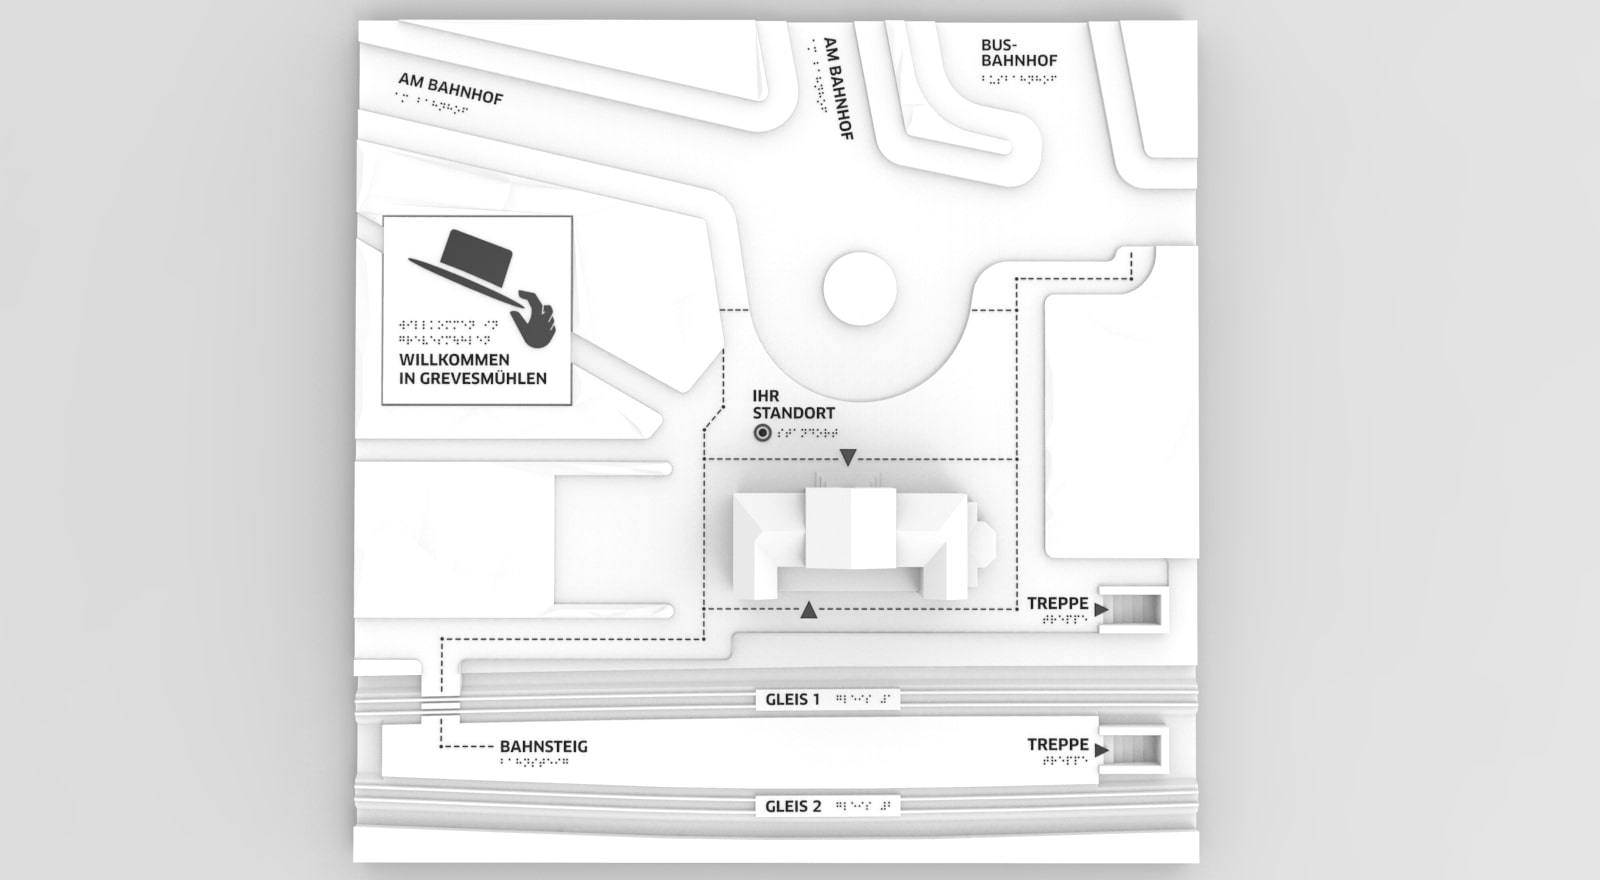 AM BAHNHOF
AM BAHNHOF
BUS-
BAHNHOF
WILLKOMMEN
IN GREVESMÜHLEN
IHR
STANDORT
TREPPE
GLEIS 1
BAHNSTEIG
TREPPE
GLEIS 2